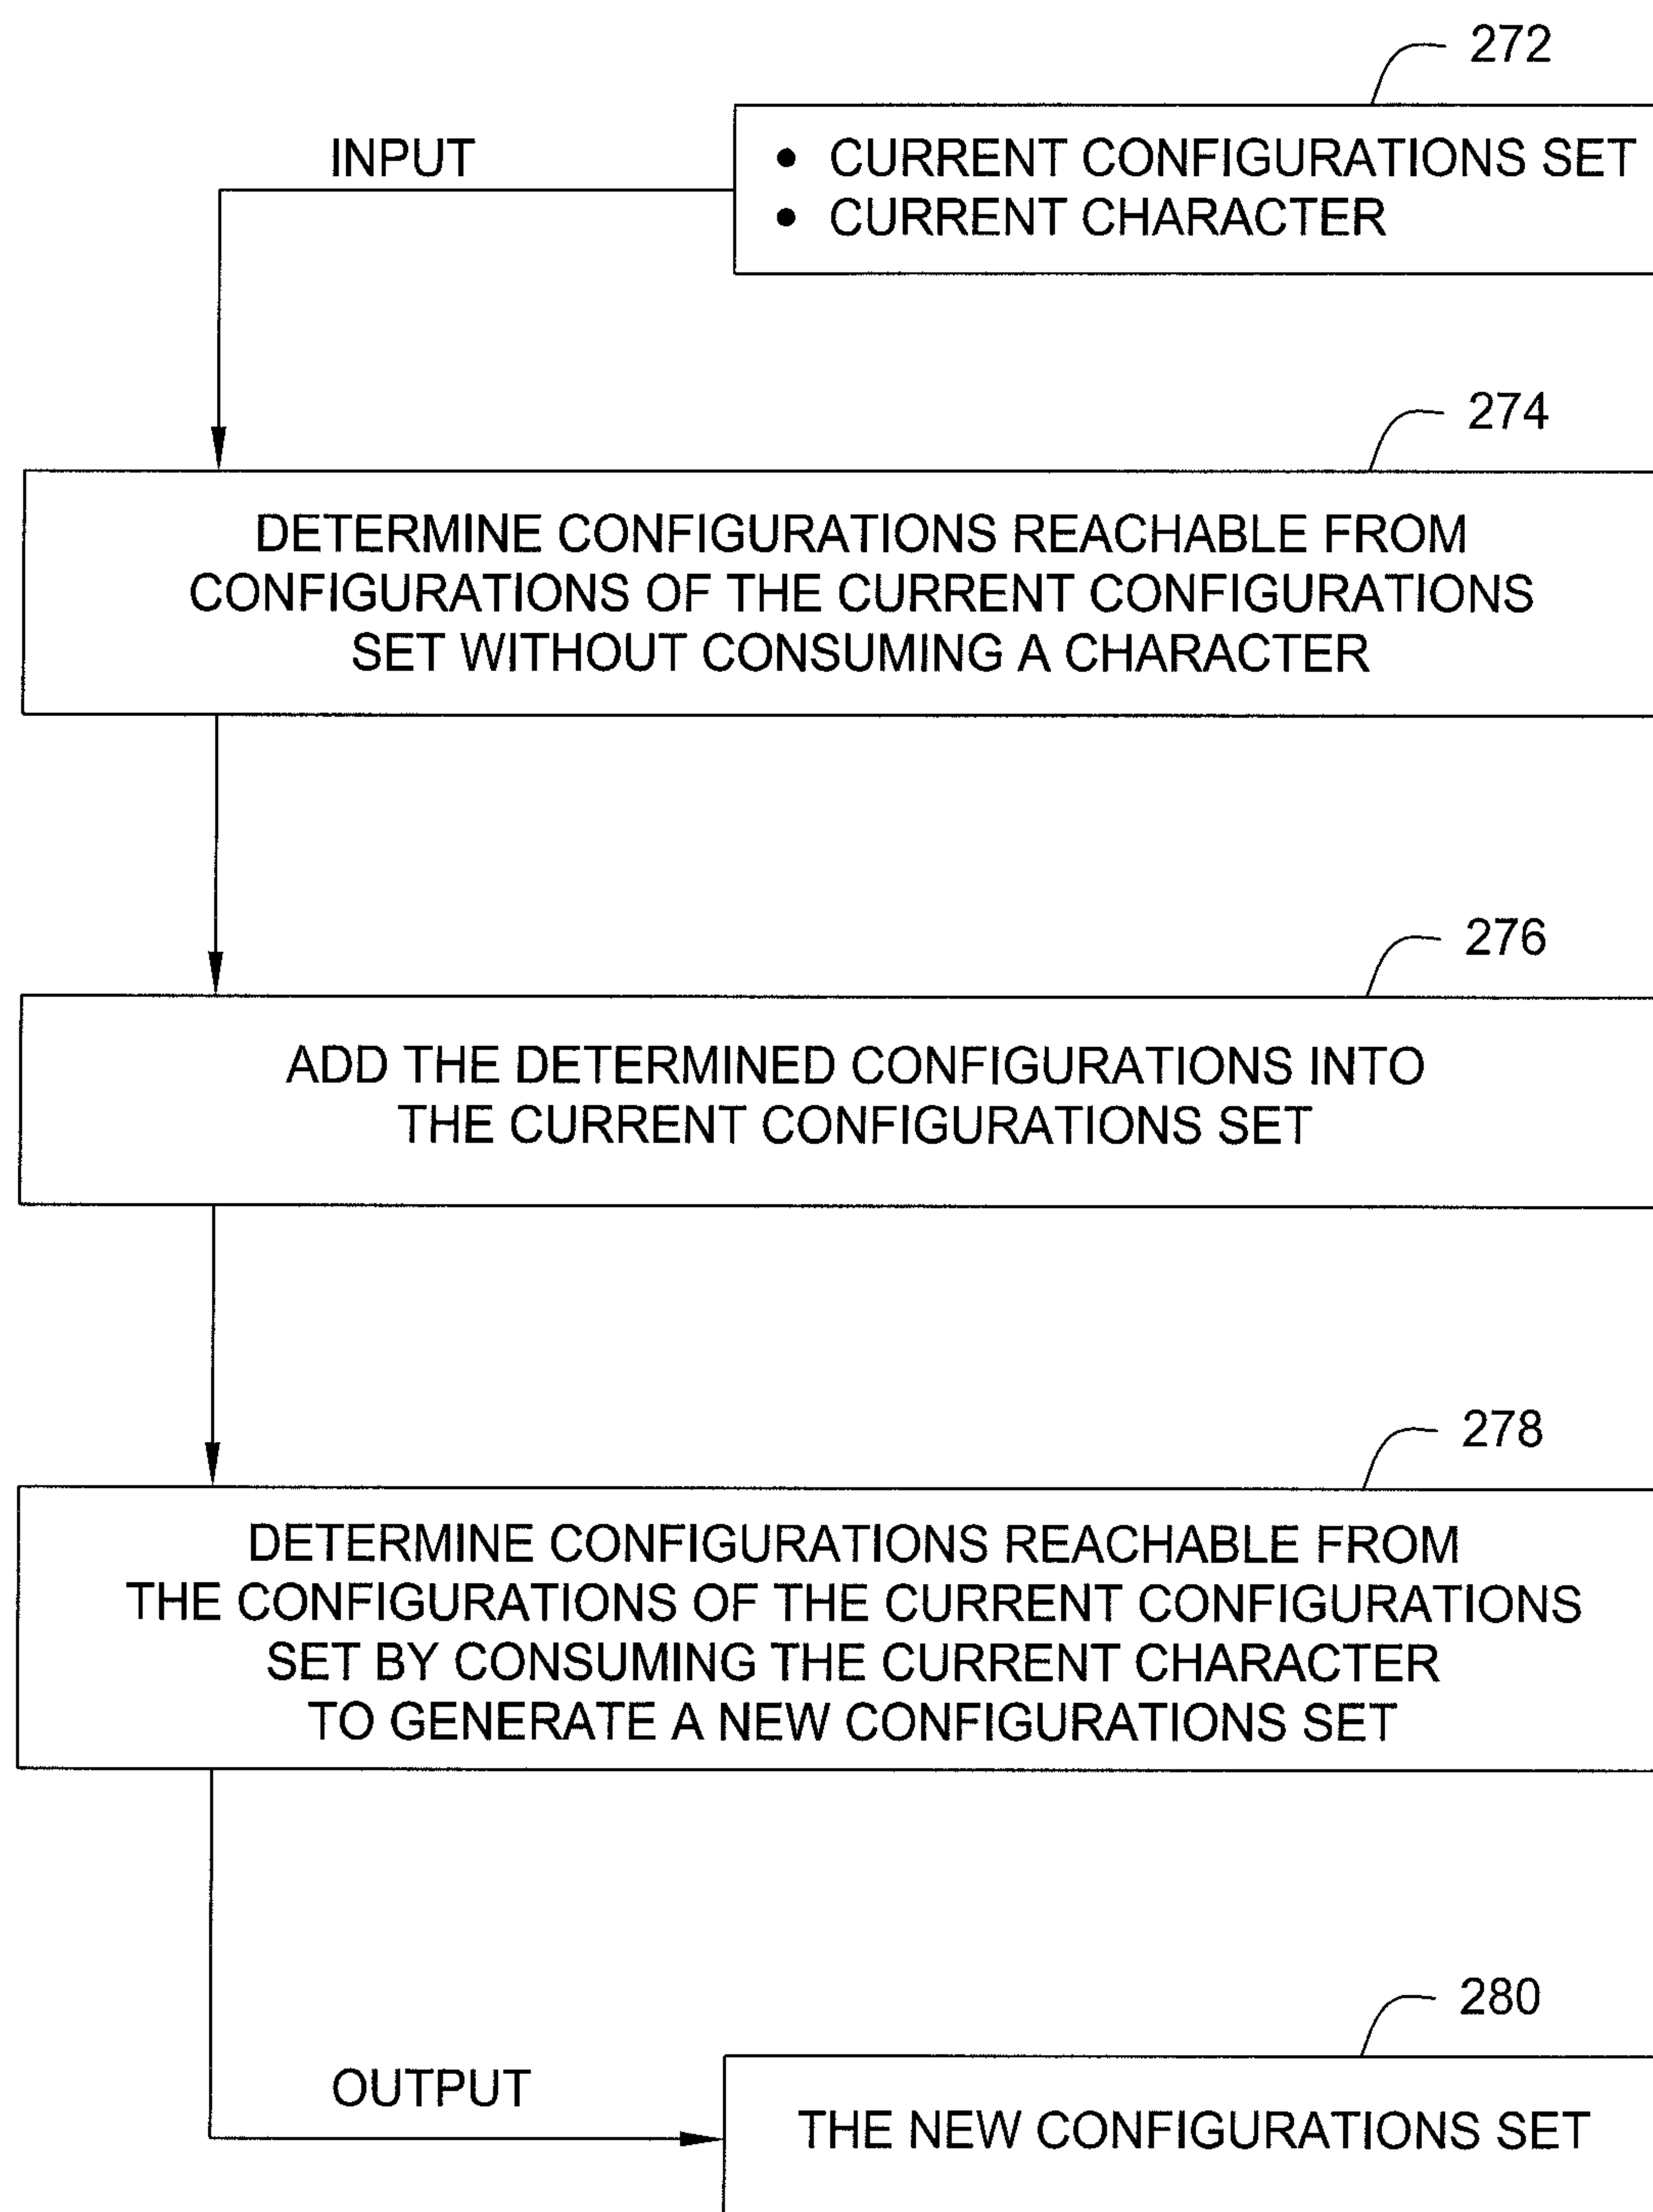 272
INPUT
• CURRENT CONFIGURATIONS SET
• CURRENT CHARACTER
274
DETERMINE CONFIGURATIONS REACHABLE FROM
CONFIGURATIONS OF THE CURRENT CONFIGURATIONS
SET WITHOUT CONSUMING A CHARACTER
276
ADD THE DETERMINED CONFIGURATIONS INTO
THE CURRENT CONFIGURATIONS SET
278
DETERMINE CONFIGURATIONS REACHABLE FROM
THE CONFIGURATIONS OF THE CURRENT CONFIGURATIONS
SET BY CONSUMING THE CURRENT CHARACTER
TO GENERATE A NEW CONFIGURATIONS SET
280
OUTPUT
THE NEW CONFIGURATIONS SET